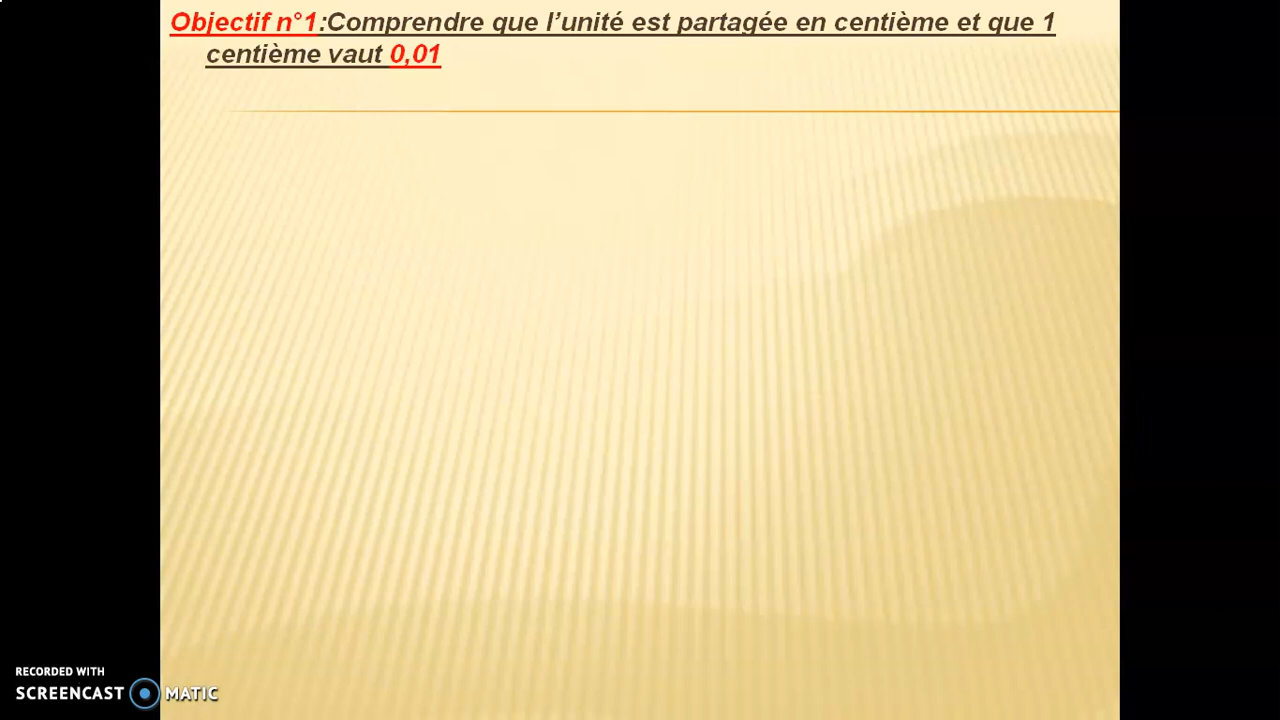 Objectif n°1:Comprendre que l’unité est partagée en centième et que 1
centième vaut 0,01
RECORDED WITH
SCREENCAST MATIC